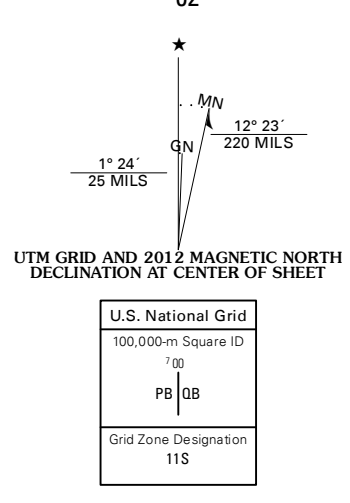 ★
MN
12° 23´
220 MILS
GN
1° 24´
25 MILS
UTM GRID AND 2012 MAGNETIC NORTH
DECLINATION AT CENTER OF SHEET
U.S. National Grid
100,000-m Square ID
⁷00
PB QB
Grid Zone Designation
11S